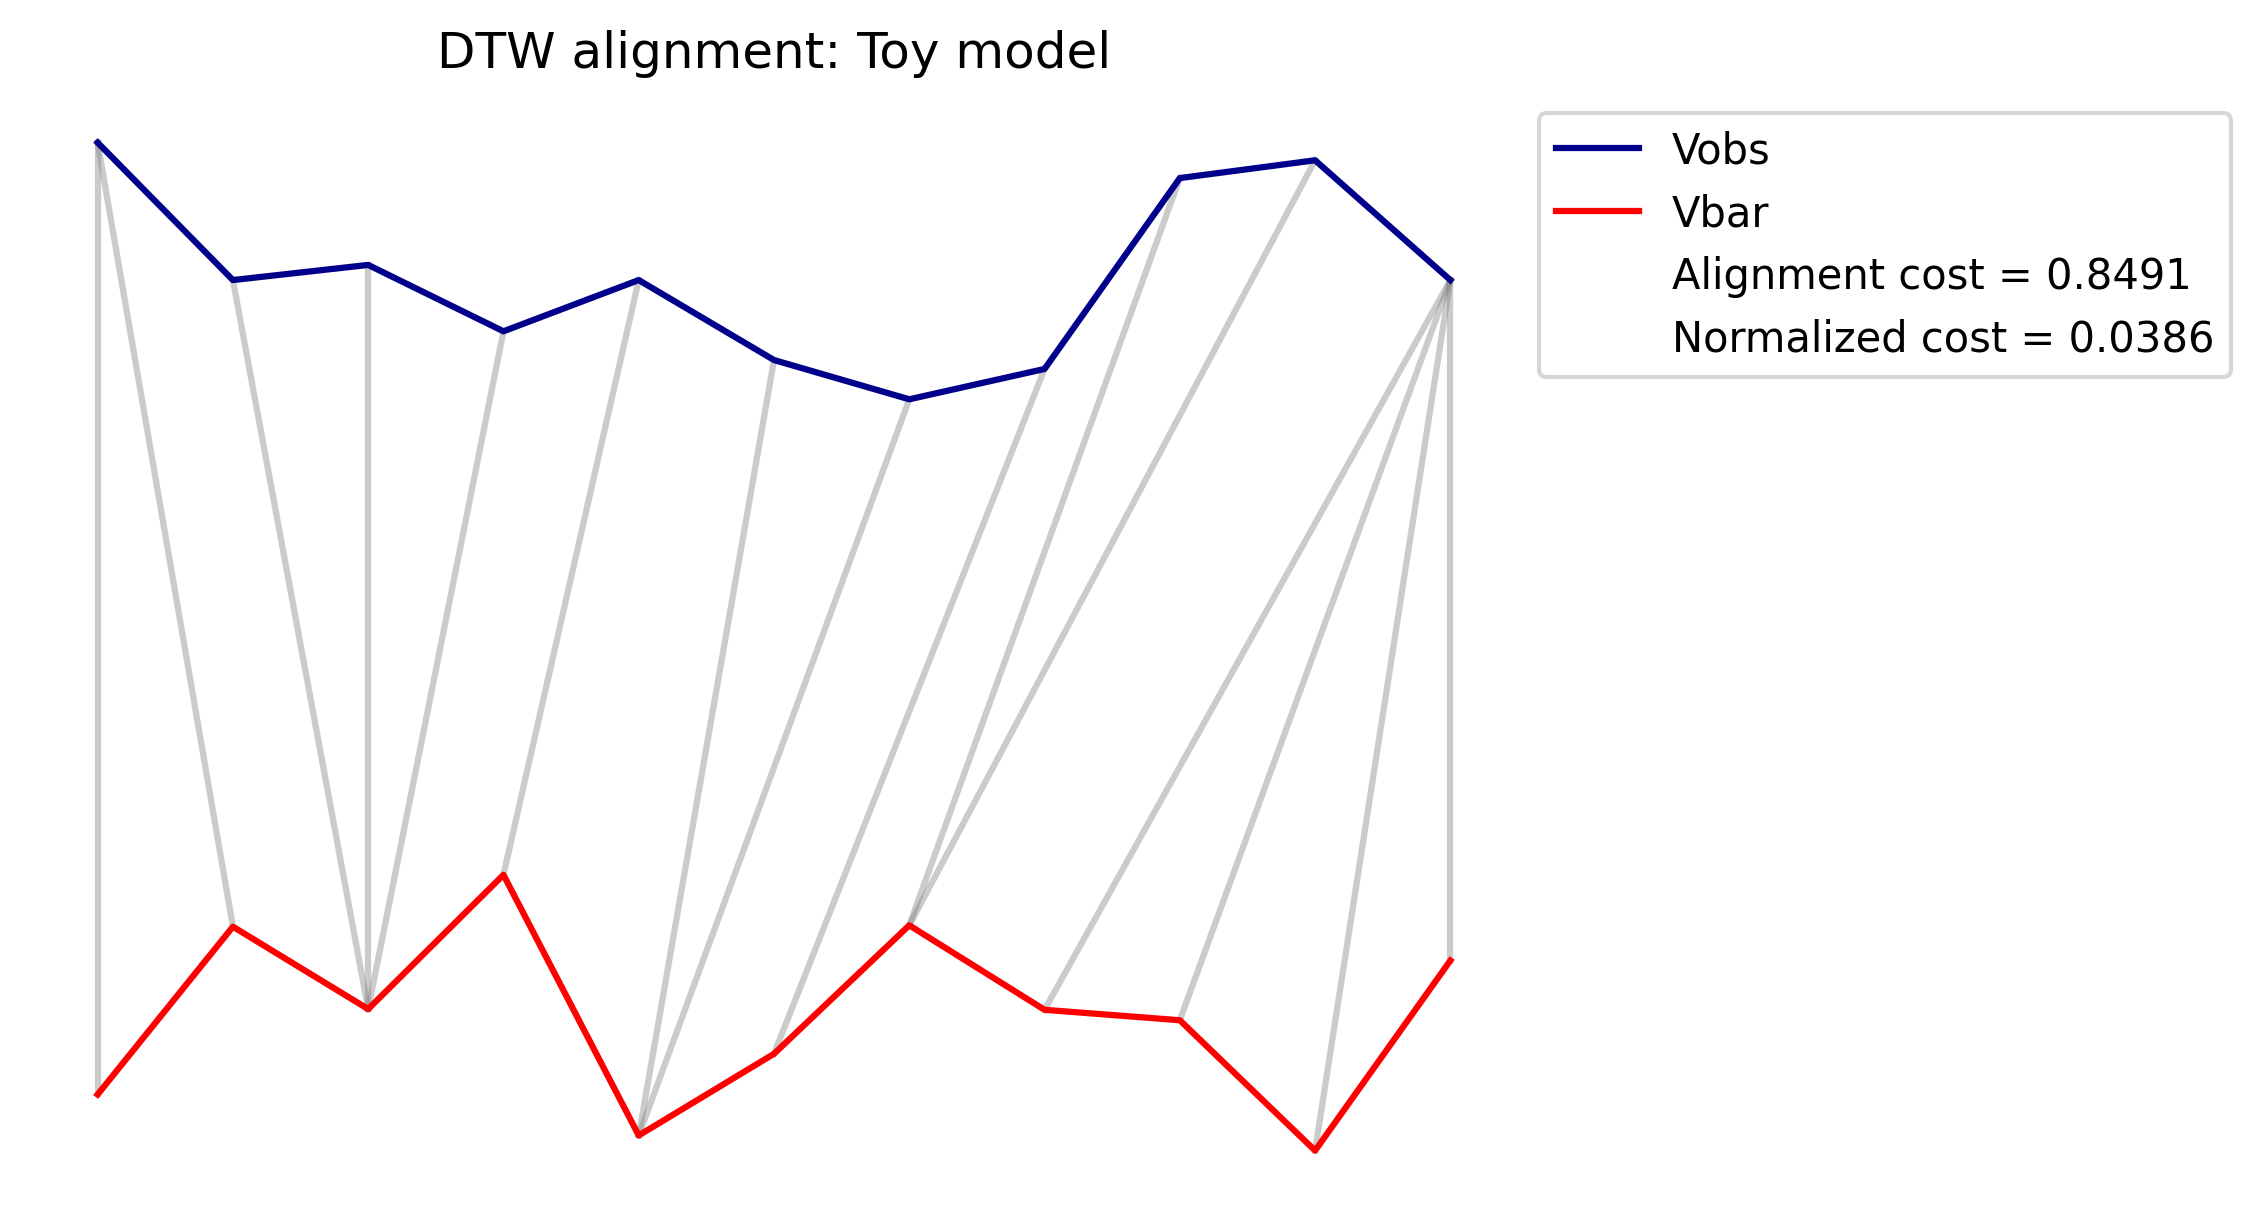 DTW alignment: Toy model
Vobs
Vbar
Alignment cost = 0.8491
Normalized cost = 0.0386